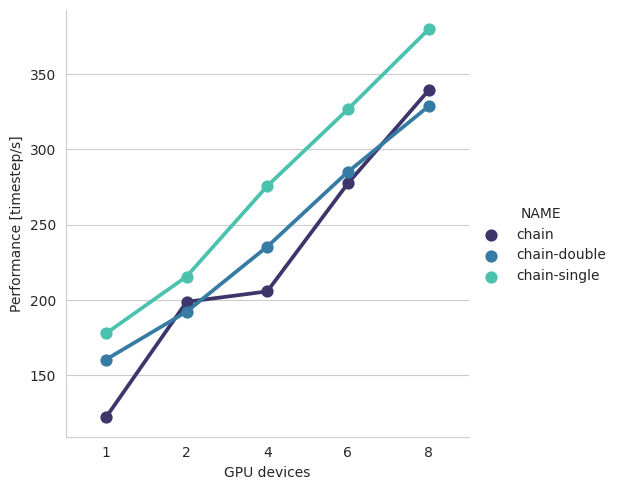 350
300
250
200
150
Performance [timestep/s]
1 2 4 6 8
GPU devices
NAME
chain
chain-double
chain-single